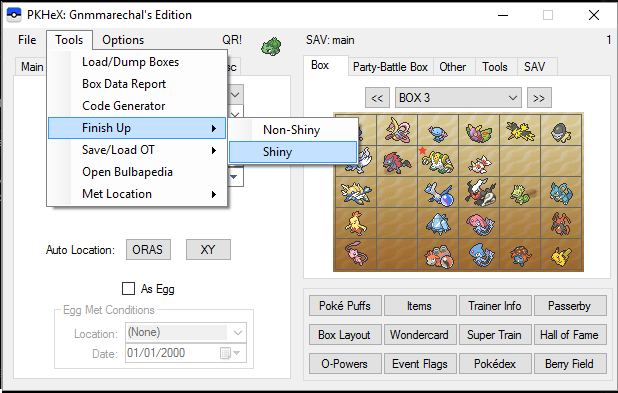 PKHeX: Gnmmarechal's Edition
File Tools Options QR! SAV: main 1
Load/Dump Boxes
Box Data Report
Code Generator
Finish Up
Save/Load OT
Open Bulbapedia
Met Location
Non-Shiny
Shiny
Main
Box Party-Battle Box Other Tools SAV
<< BOX 3 >>
Auto Location: ORAS XY
As Egg
Egg Met Conditions
Location: (None)
Date: 01/01/2000
Poké Puffs Items Trainer Info Passerby
Box Layout Wondercard Super Train Hall of Fame
O-Powers Event Flags Pokédex Berry Field